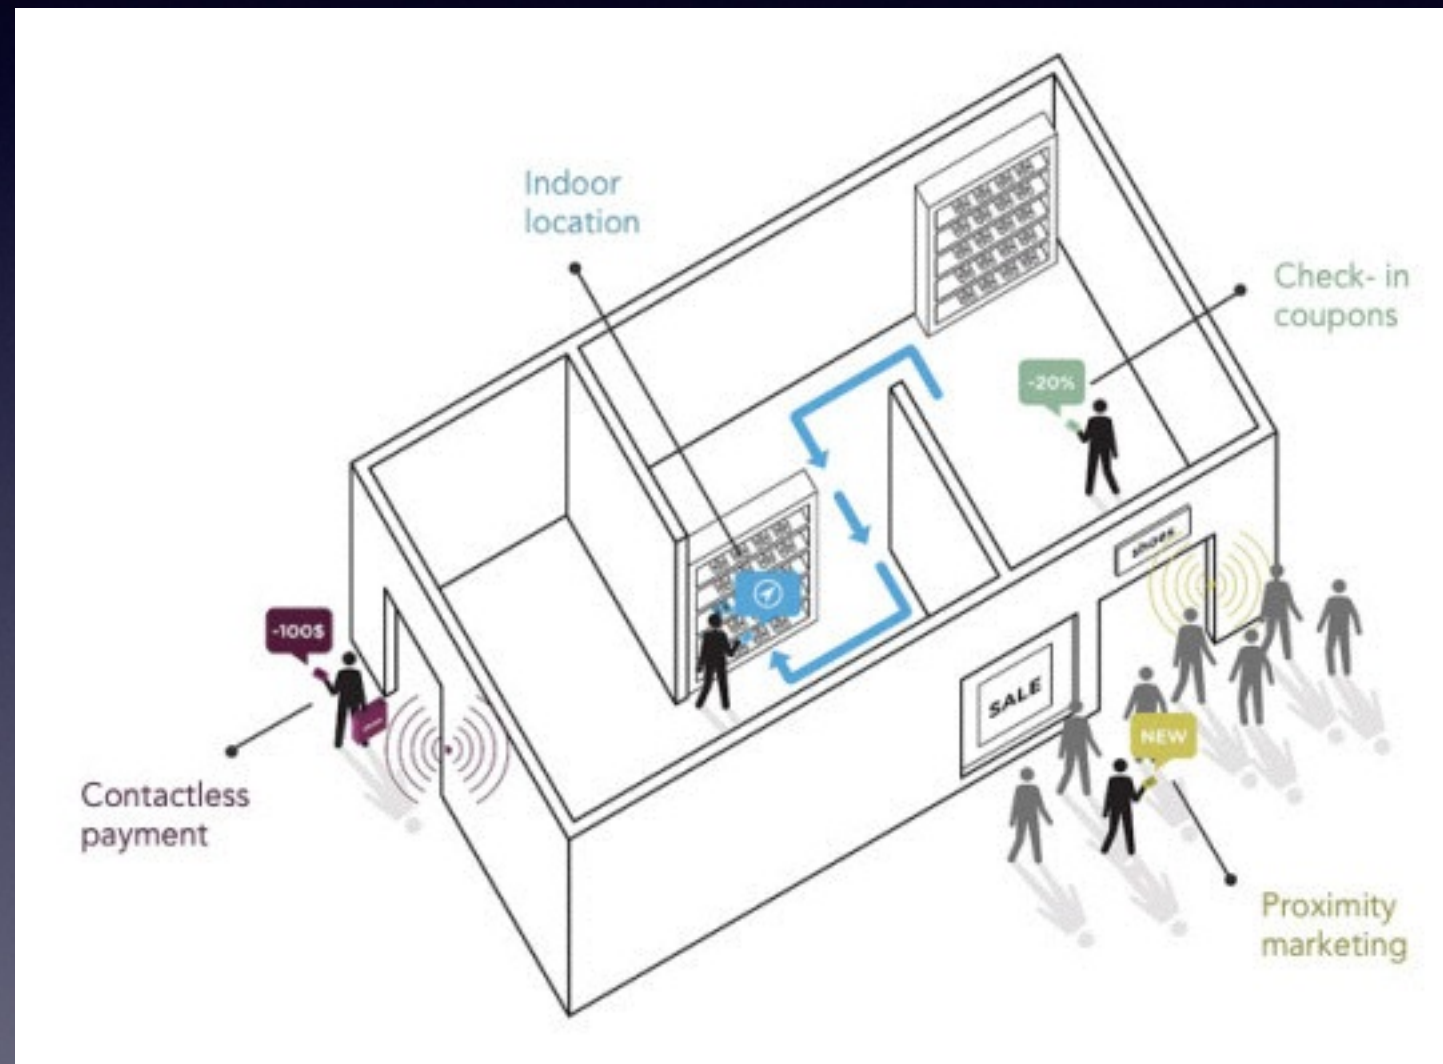 Indoor
location
Check- in
coupons
-20%
shoes
-100$
SALE
NEW
Contactless
payment
Proximity
marketing